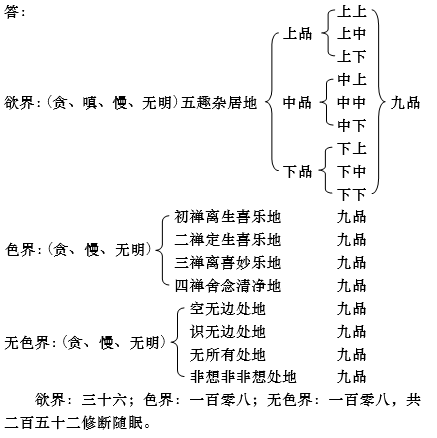 答：
上品 上上
上中
上下
欲界：(贪、嗔、慢、无明)五趣杂居地 中品 中上
中中 九品
中下
下品 下上
下中
下下
色界：(贪、慢、无明) 初禅离生喜乐地 九品
二禅定生喜乐地 九品
三禅离喜妙乐地 九品
四禅舍念清净地 九品
无色界：(贪、慢、无明) 空无边处地 九品
识无边处地 九品
无所有处地 九品
非想非非想处地 九品
欲界：三十六；色界：一百零八；无色界：一百零八，共
二百五十二修断随眠。